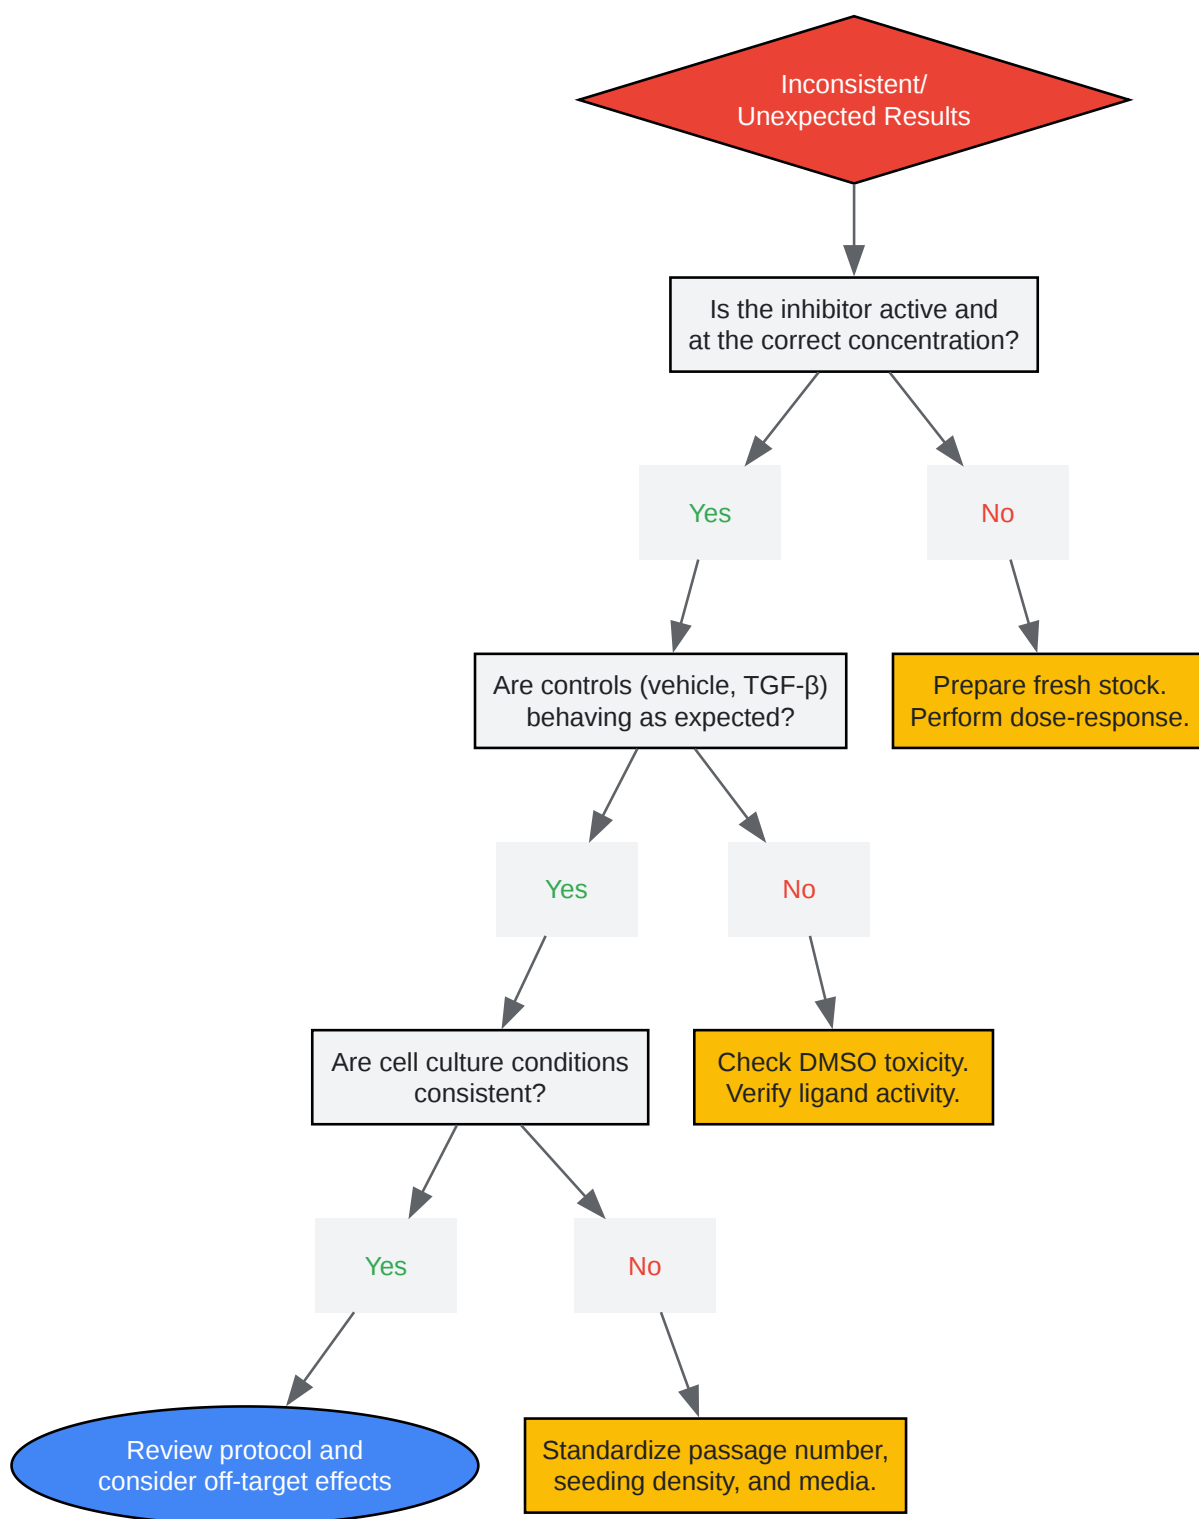 Inconsistent/
Unexpected Results
Is the inhibitor active and
at the correct concentration?
Yes
No
Are controls (vehicle, TGF-β)
behaving as expected?
Prepare fresh stock.
Perform dose-response.
Yes
No
Are cell culture conditions
consistent?
Check DMSO toxicity.
Verify ligand activity.
Yes
No
Review protocol and
consider off-target effects
Standardize passage number,
seeding density, and media.